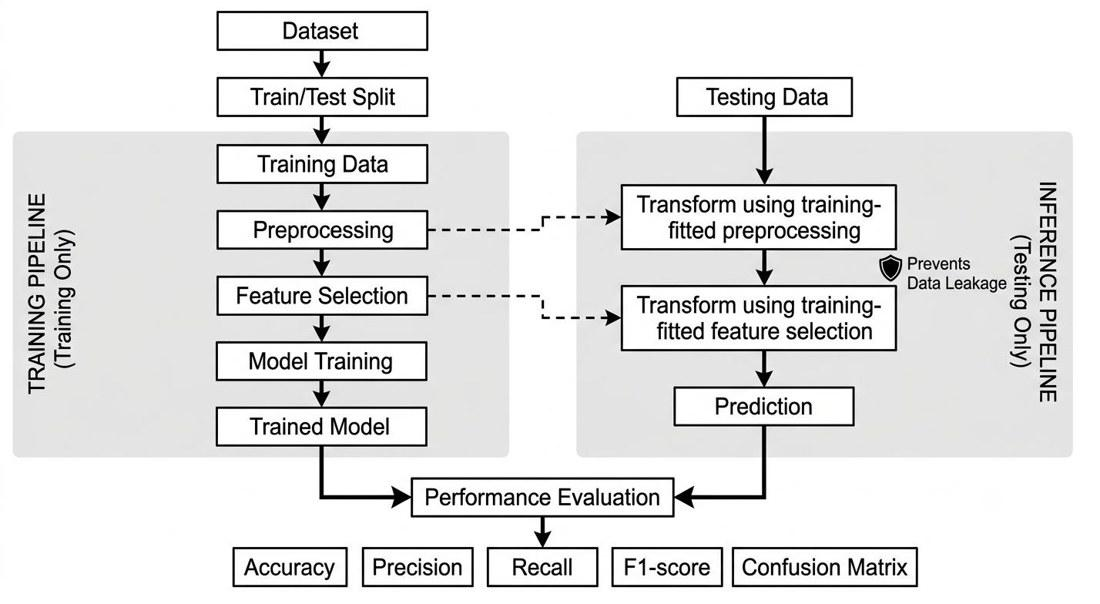 Dataset
Train/Test Split
TRAINING PIPELINE
(Training Only)
Training Data
Preprocessing
Feature Selection
Model Training
Trained Model
Testing Data
Transform using training-
fitted preprocessing
Prevents
Data Leakage
Transform using training-
fitted feature selection
Prediction
INFERENCE PIPELINE
(Testing Only)
Performance Evaluation
Accuracy
Precision
Recall
F1-score
Confusion Matrix